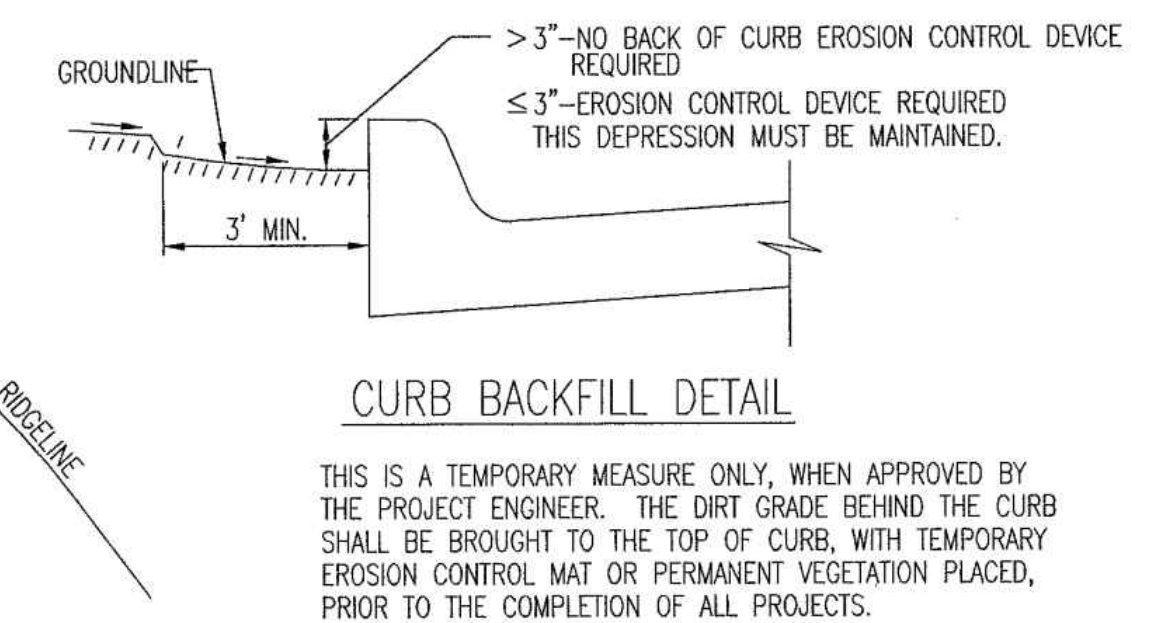 > 3"-NO BACK OF CURB EROSION CONTROL DEVICE
REQUIRED
GROUNDLINE
≤ 3"-EROSION CONTROL DEVICE REQUIRED
THIS DEPRESSION MUST BE MAINTAINED.
3' MIN.
CURB BACKFILL DETAIL
RIDGELINE
THIS IS A TEMPORARY MEASURE ONLY, WHEN APPROVED BY
THE PROJECT ENGINEER. THE DIRT GRADE BEHIND THE CURB
SHALL BE BROUGHT TO THE TOP OF CURB, WITH TEMPORARY
EROSION CONTROL MAT OR PERMANENT VEGETATION PLACED,
PRIOR TO THE COMPLETION OF ALL PROJECTS.